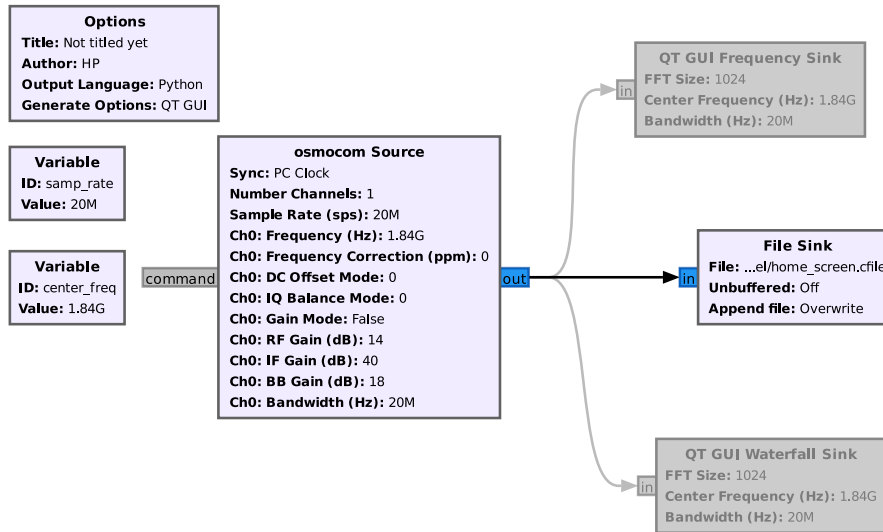 Options
Title: Not titled yet
Author: HP
Output Language: Python
Generate Options: QT GUI
Variable
ID: samp_rate
Value: 20M
Variable
ID: center_freq
Value: 1.84G
command
osmocom Source
Sync: PC Clock
Number Channels: 1
Sample Rate (sps): 20M
Ch0: Frequency (Hz): 1.84G
Ch0: Frequency Correction (ppm): 0
Ch0: DC Offset Mode: 0
Ch0: IQ Balance Mode: 0
Ch0: Gain Mode: False
Ch0: RF Gain (dB): 14
Ch0: IF Gain (dB): 40
Ch0: BB Gain (dB): 18
Ch0: Bandwidth (Hz): 20M
out
in
QT GUI Frequency Sink
FFT Size: 1024
Center Frequency (Hz): 1.84G
Bandwidth (Hz): 20M
in
File Sink
File: ...el/home_screen.cfile
Unbuffered: Off
Append file: Overwrite
in
QT GUI Waterfall Sink
FFT Size: 1024
Center Frequency (Hz): 1.84G
Bandwidth (Hz): 20M